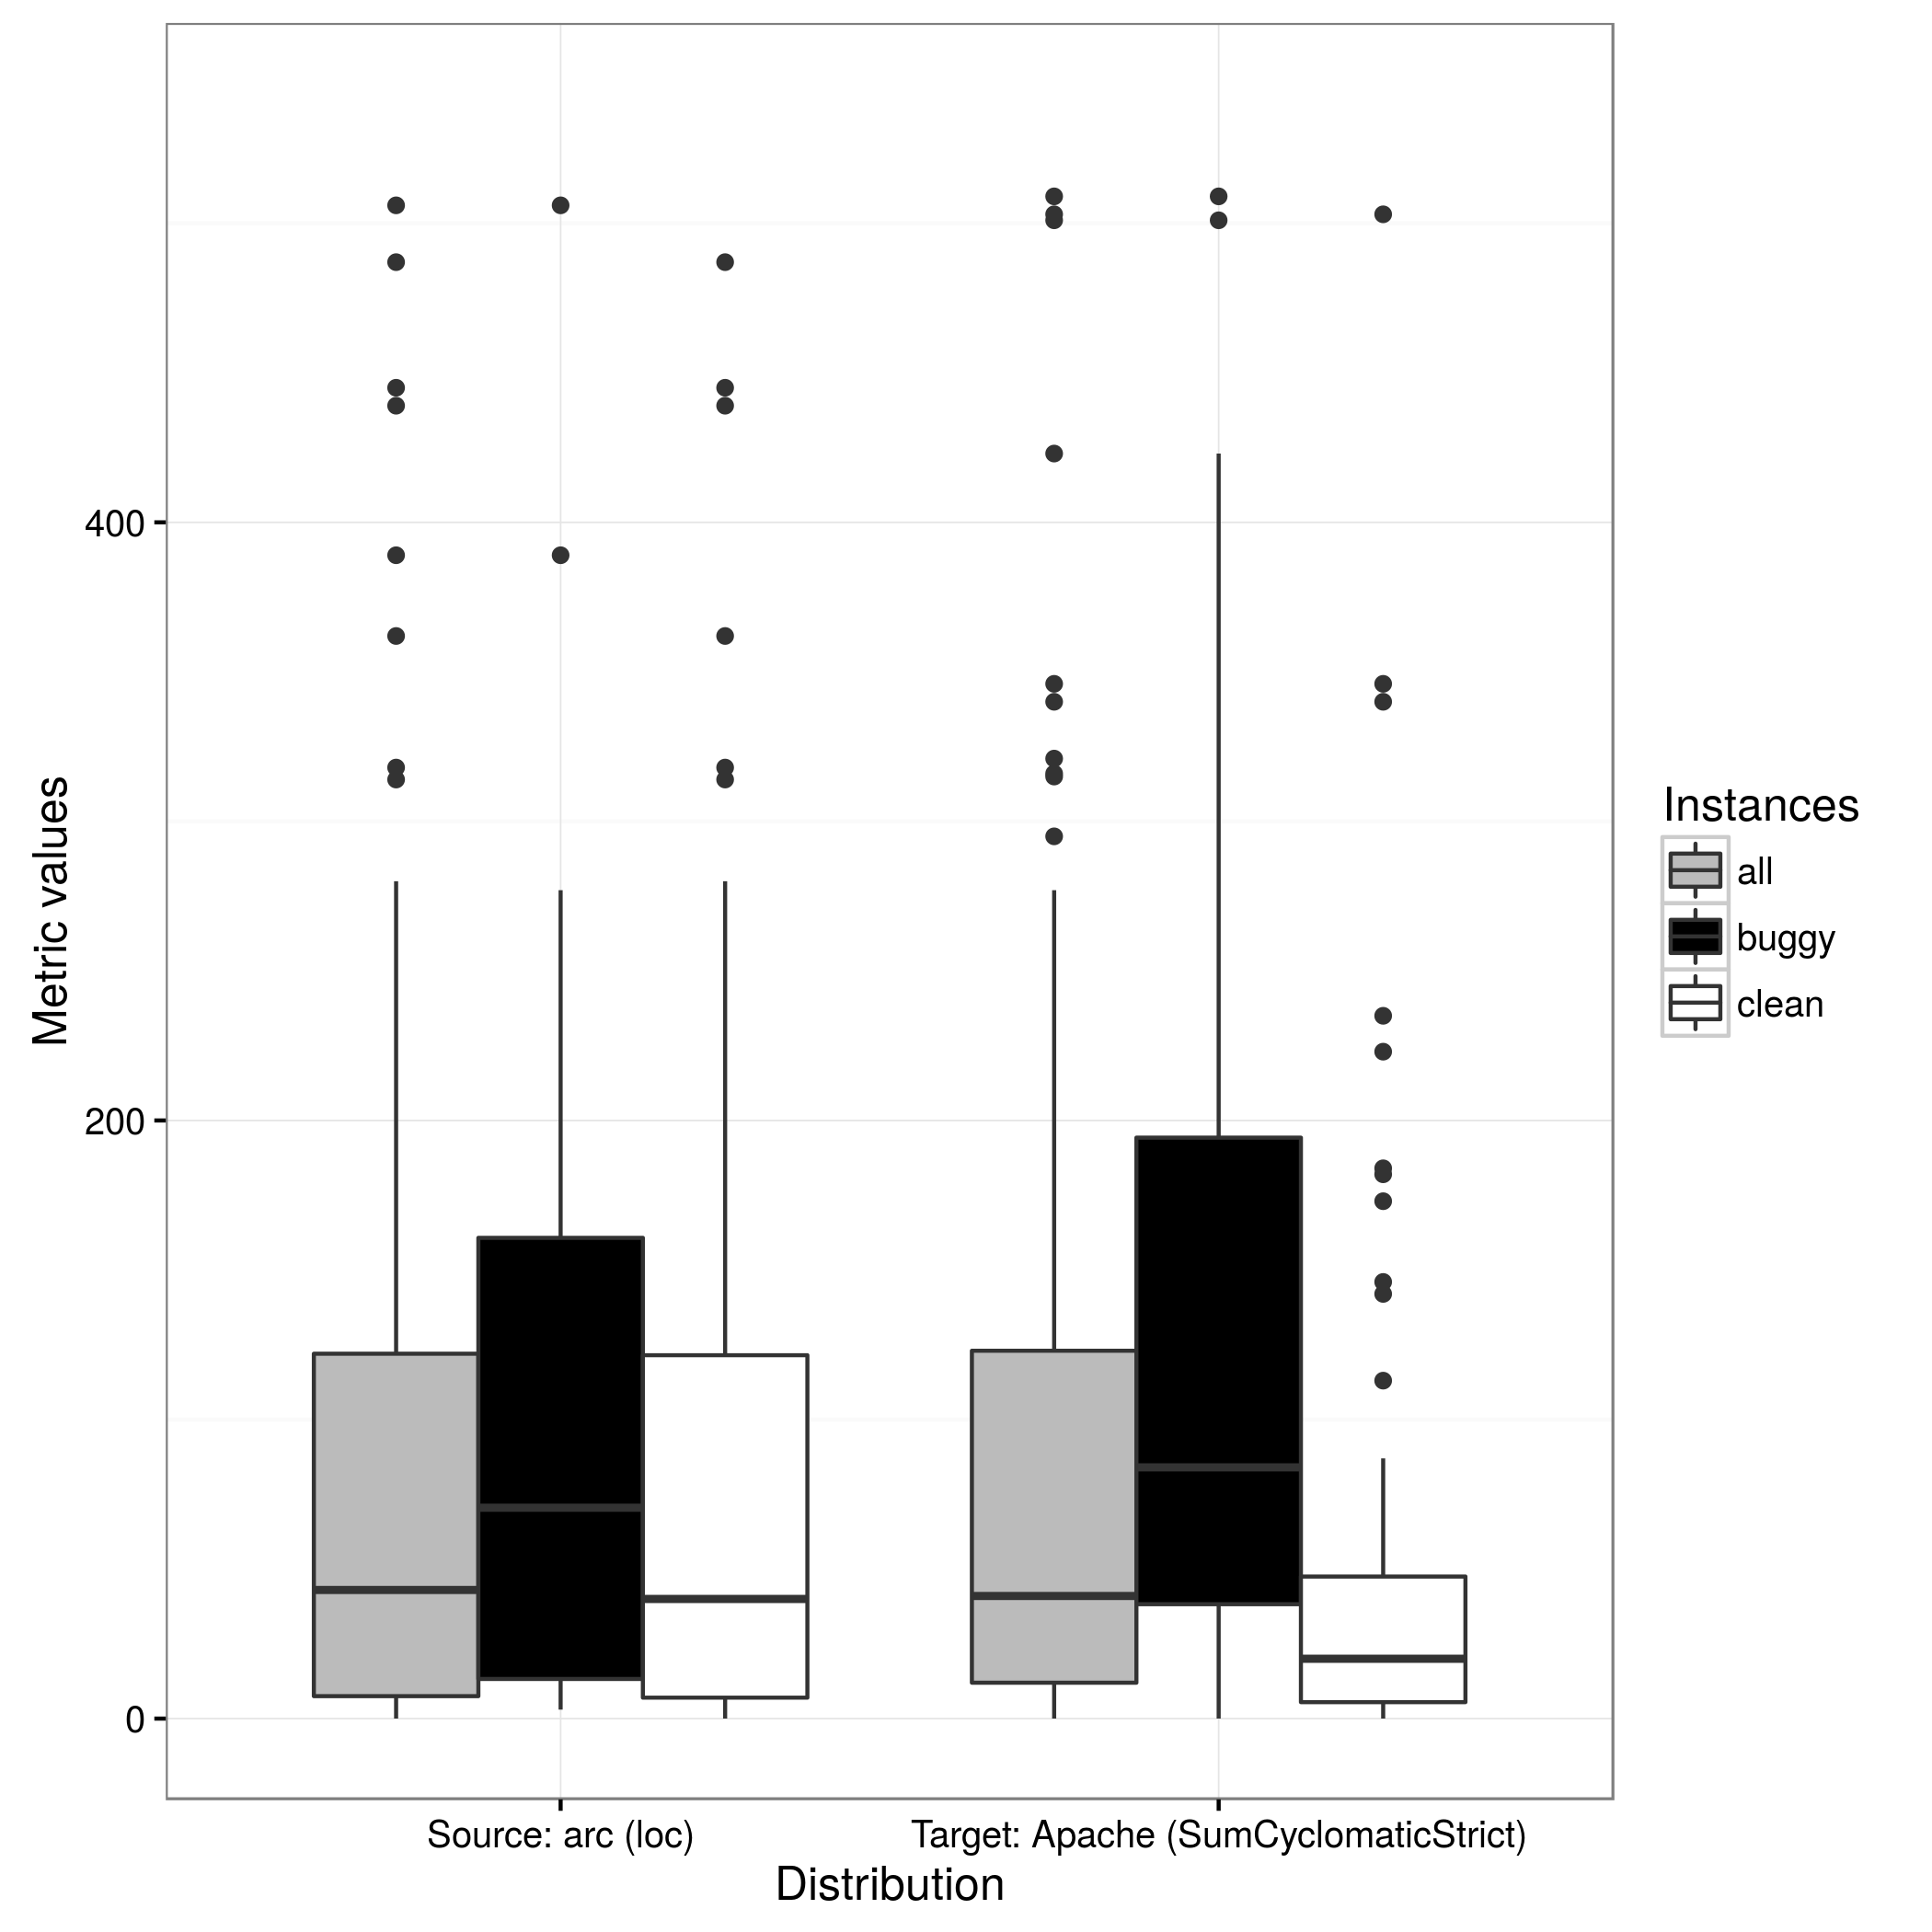 Metric values
400
200
0
Source: arc (loc)
Target: Apache (SumCyclomaticStrict)
Distribution
Instances
all
buggy
clean